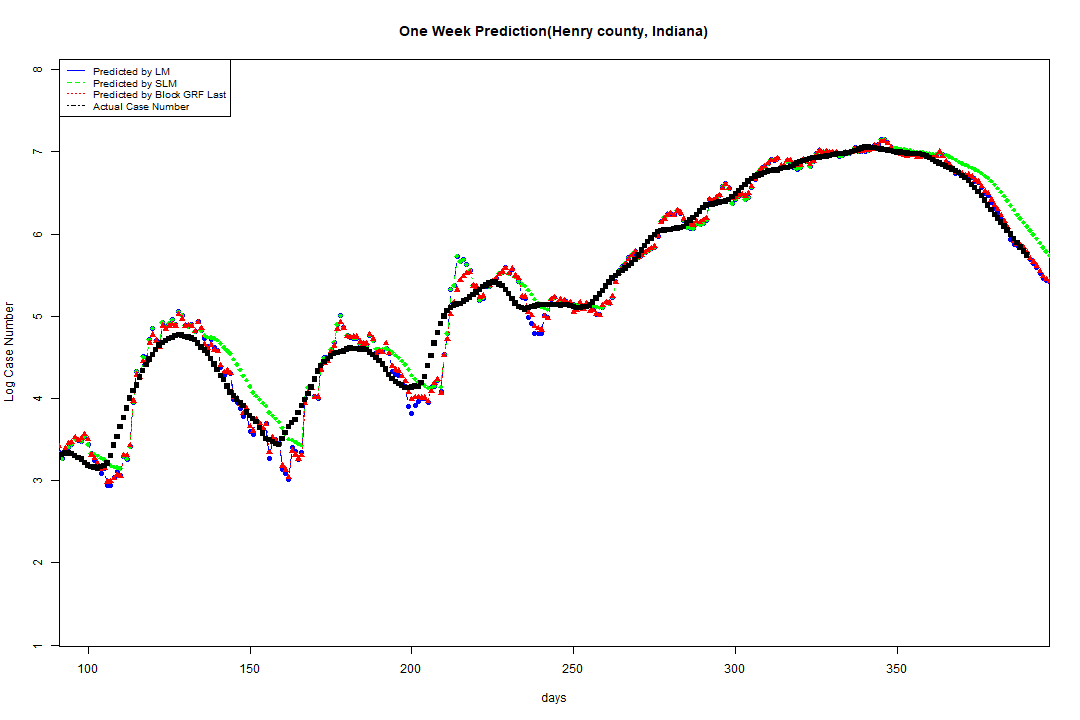 One Week Prediction(Henry county, Indiana)
Predicted by LM
Predicted by SLM
Predicted by Block GRF Last
Actual Case Number
8
7
6
5
4
3
2
1
Log Case Number
100 150 200 250 300 350
days